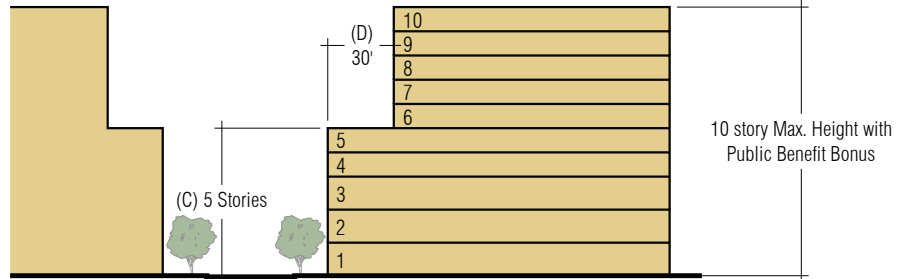 10
(D)
30'
9
8
7
6
5
4
3
2
1
(C) 5 Stories
10 story Max. Height with
Public Benefit Bonus